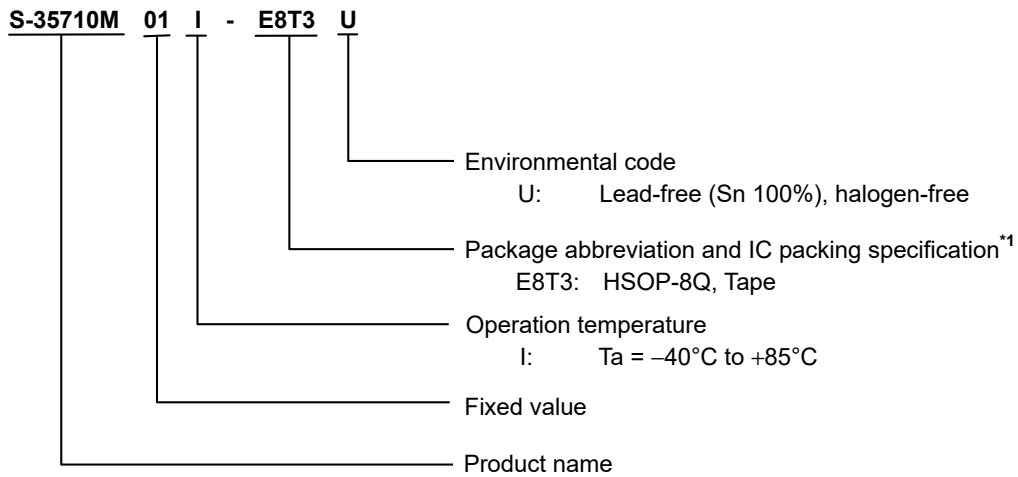 S-35710M 01 I - E8T3 U
Environmental code
U: Lead-free (Sn 100%), halogen-free
Package abbreviation and IC packing specification*1
E8T3: HSOP-8Q, Tape
Operation temperature
I: Ta = −40°C to +85°C
Fixed value
Product name